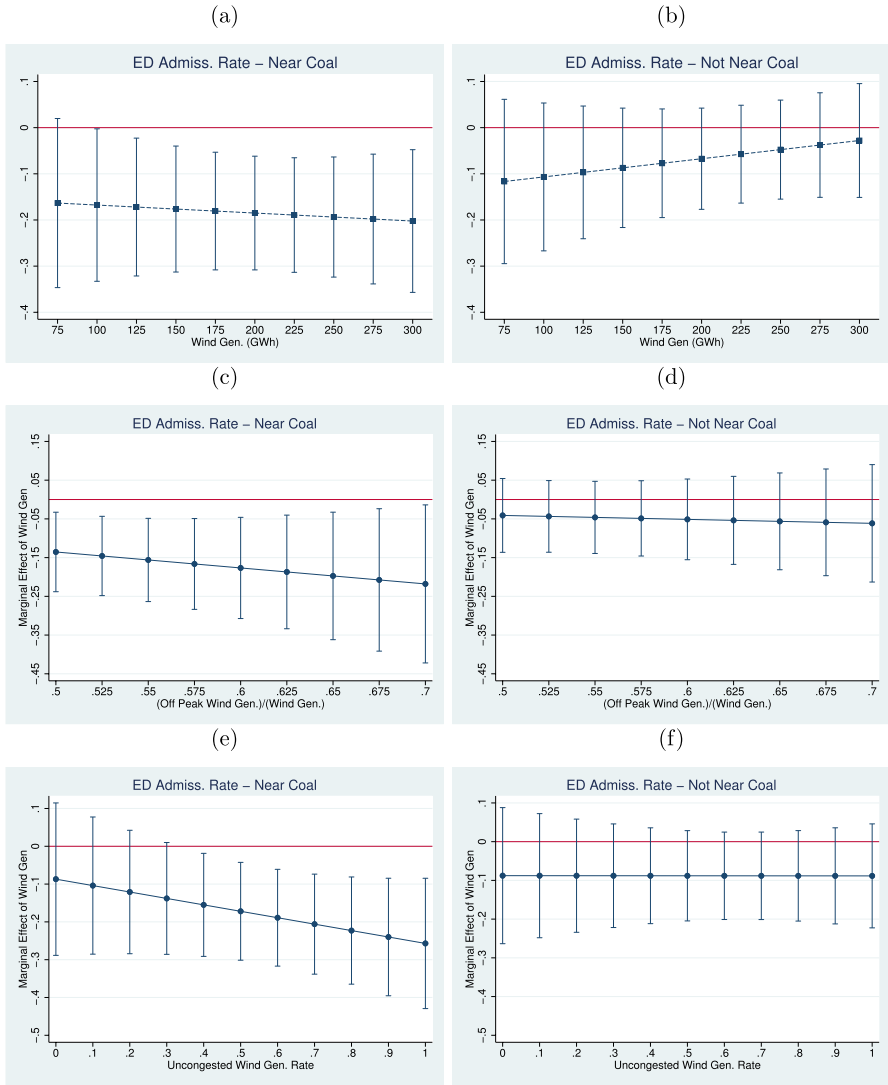 (a)
ED Admiss. Rate − Near Coal
.1
0
−.1
−.2
−.3
−.4
75 100 125 150 175 200 225 250 275 300
Wind Gen. (GWh)
(b)
ED Admiss. Rate − Not Near Coal
.1
0
−.1
−.2
−.3
−.4
75 100 125 150 175 200 225 250 275 300
Wind Gen (GWh)
(c)
ED Admiss. Rate − Near Coal
Marginal Effect of Wind Gen
.15
.05
−.05
−.15
−.25
−.35
−.45
.5 .525 .55 .575 .6 .625 .65 .675 .7
(Off Peak Wind Gen.)/(Wind Gen.)
(d)
ED Admiss. Rate − Not Near Coal
Marginal Effect of Wind Gen
.15
.05
−.05
−.15
−.25
−.35
−.45
.5 .525 .55 .575 .6 .625 .65 .675 .7
(Off Peak Wind Gen.)/(Wind Gen.)
(e)
ED Admiss. Rate − Near Coal
Marginal Effect of Wind Gen
.1
0
−.1
−.2
−.3
−.4
−.5
0 .1 .2 .3 .4 .5 .6 .7 .8 .9 1
Uncongested Wind Gen. Rate
(f)
ED Admiss. Rate − Not Near Coal
Marginal Effect of Wind Gen
.1
0
−.1
−.2
−.3
−.4
−.5
0 .1 .2 .3 .4 .5 .6 .7 .8 .9 1
Uncongested Wind Gen. Rate